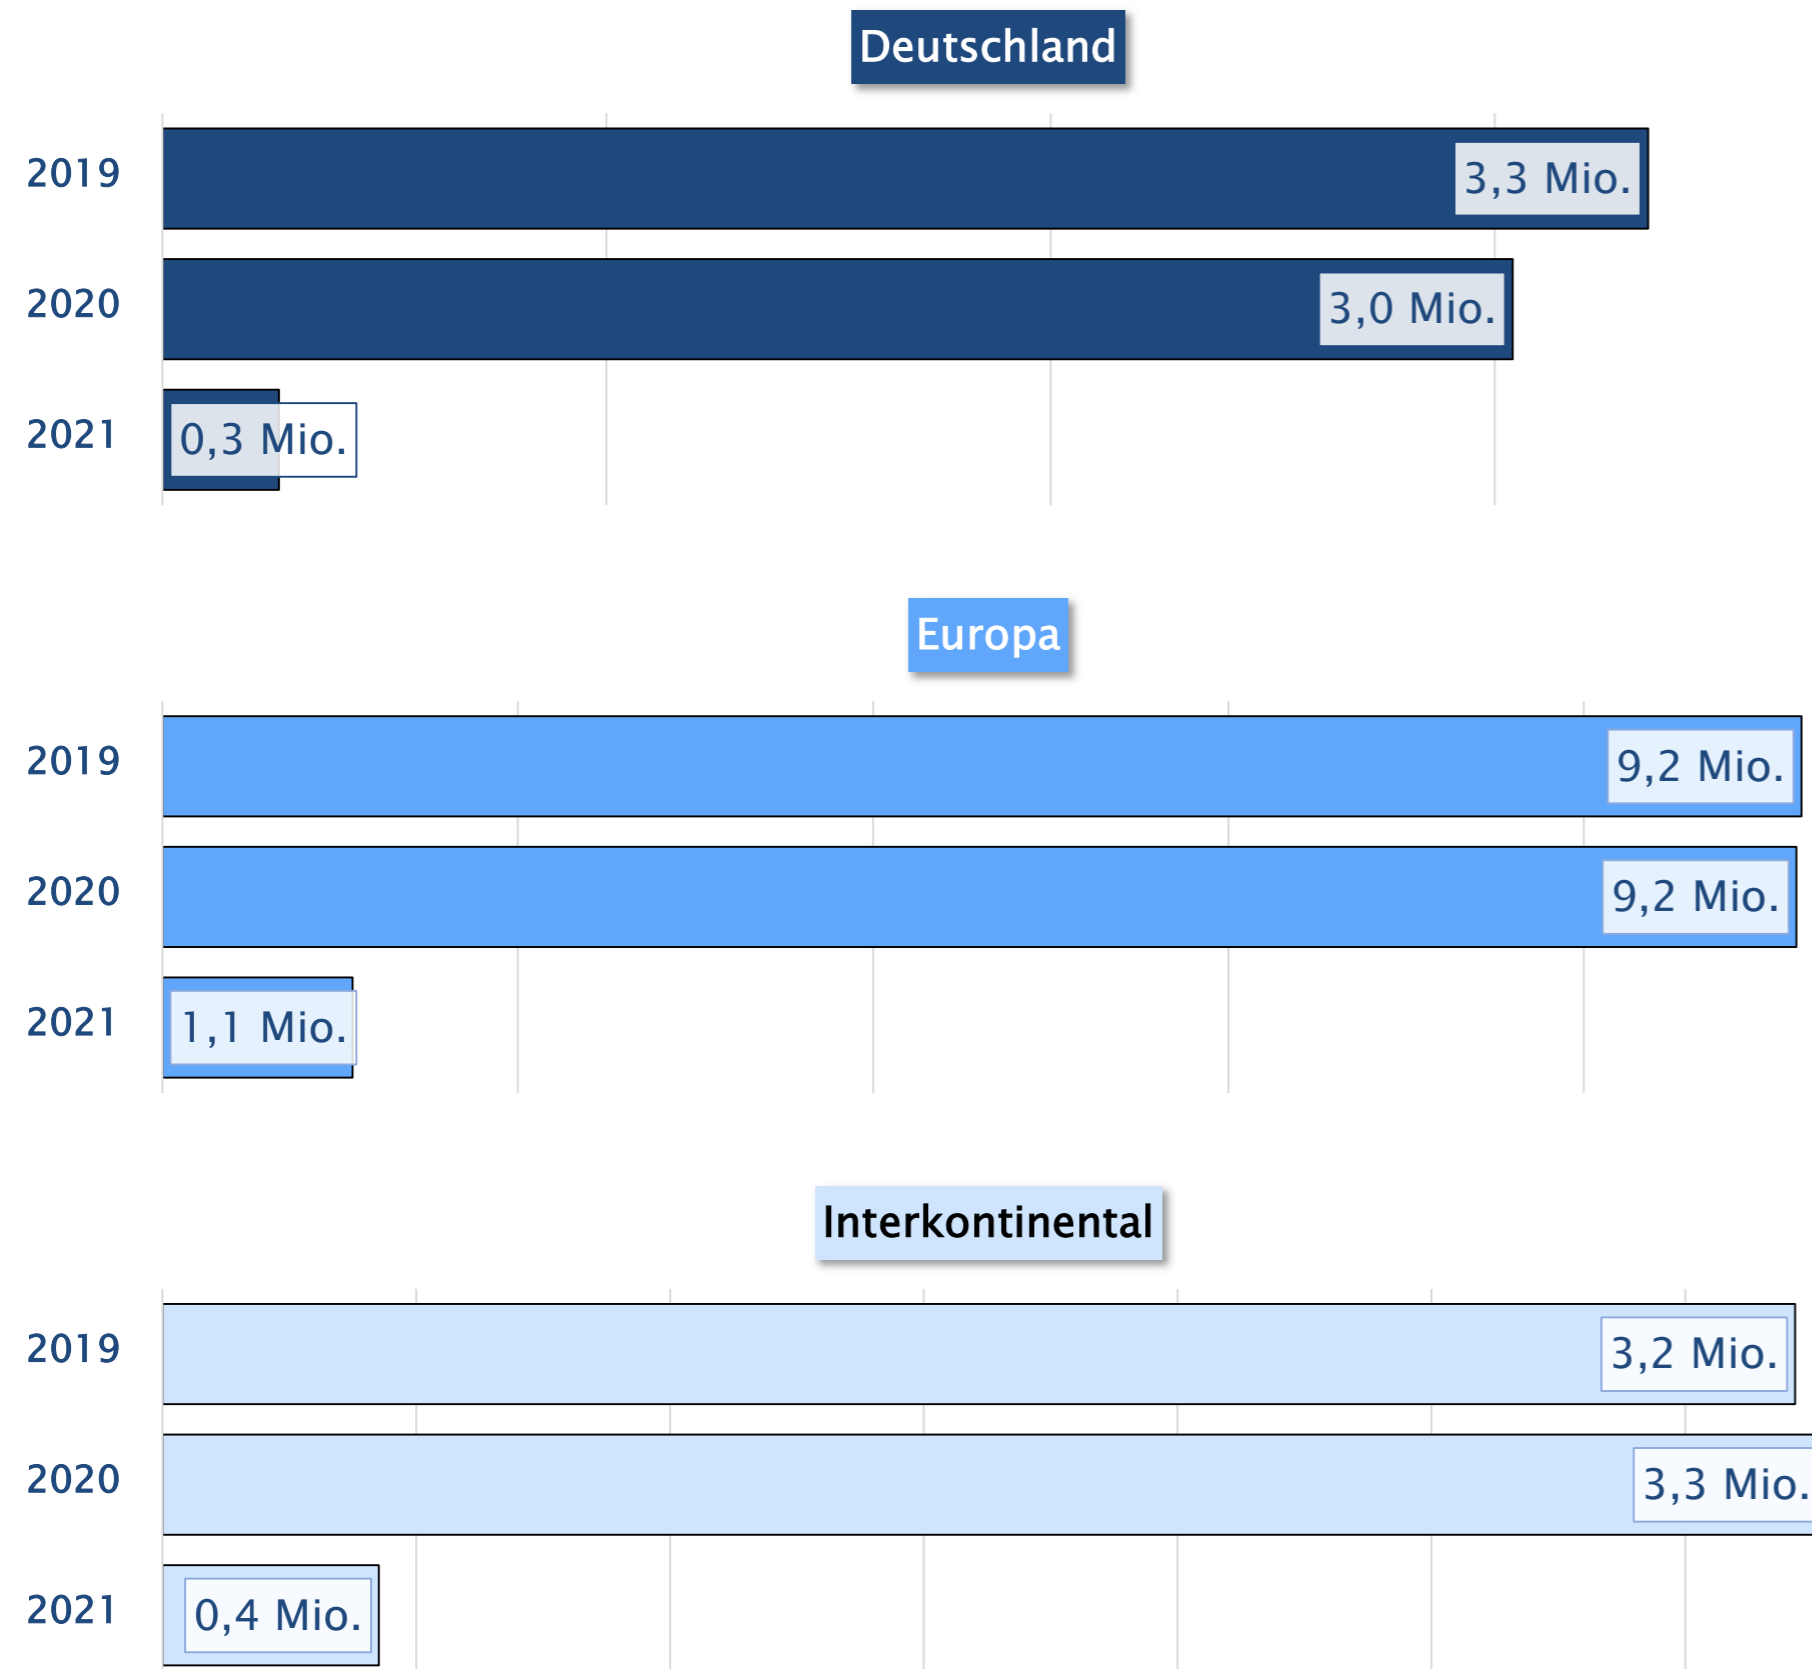 Deutschland
2019 3,3 Mio.
2020 3,0 Mio.
2021 0,3 Mio.
Europa
2019 9,2 Mio.
2020 9,2 Mio.
2021 1,1 Mio.
Interkontinental
2019 3,2 Mio.
2020 3,3 Mio.
2021 0,4 Mio.